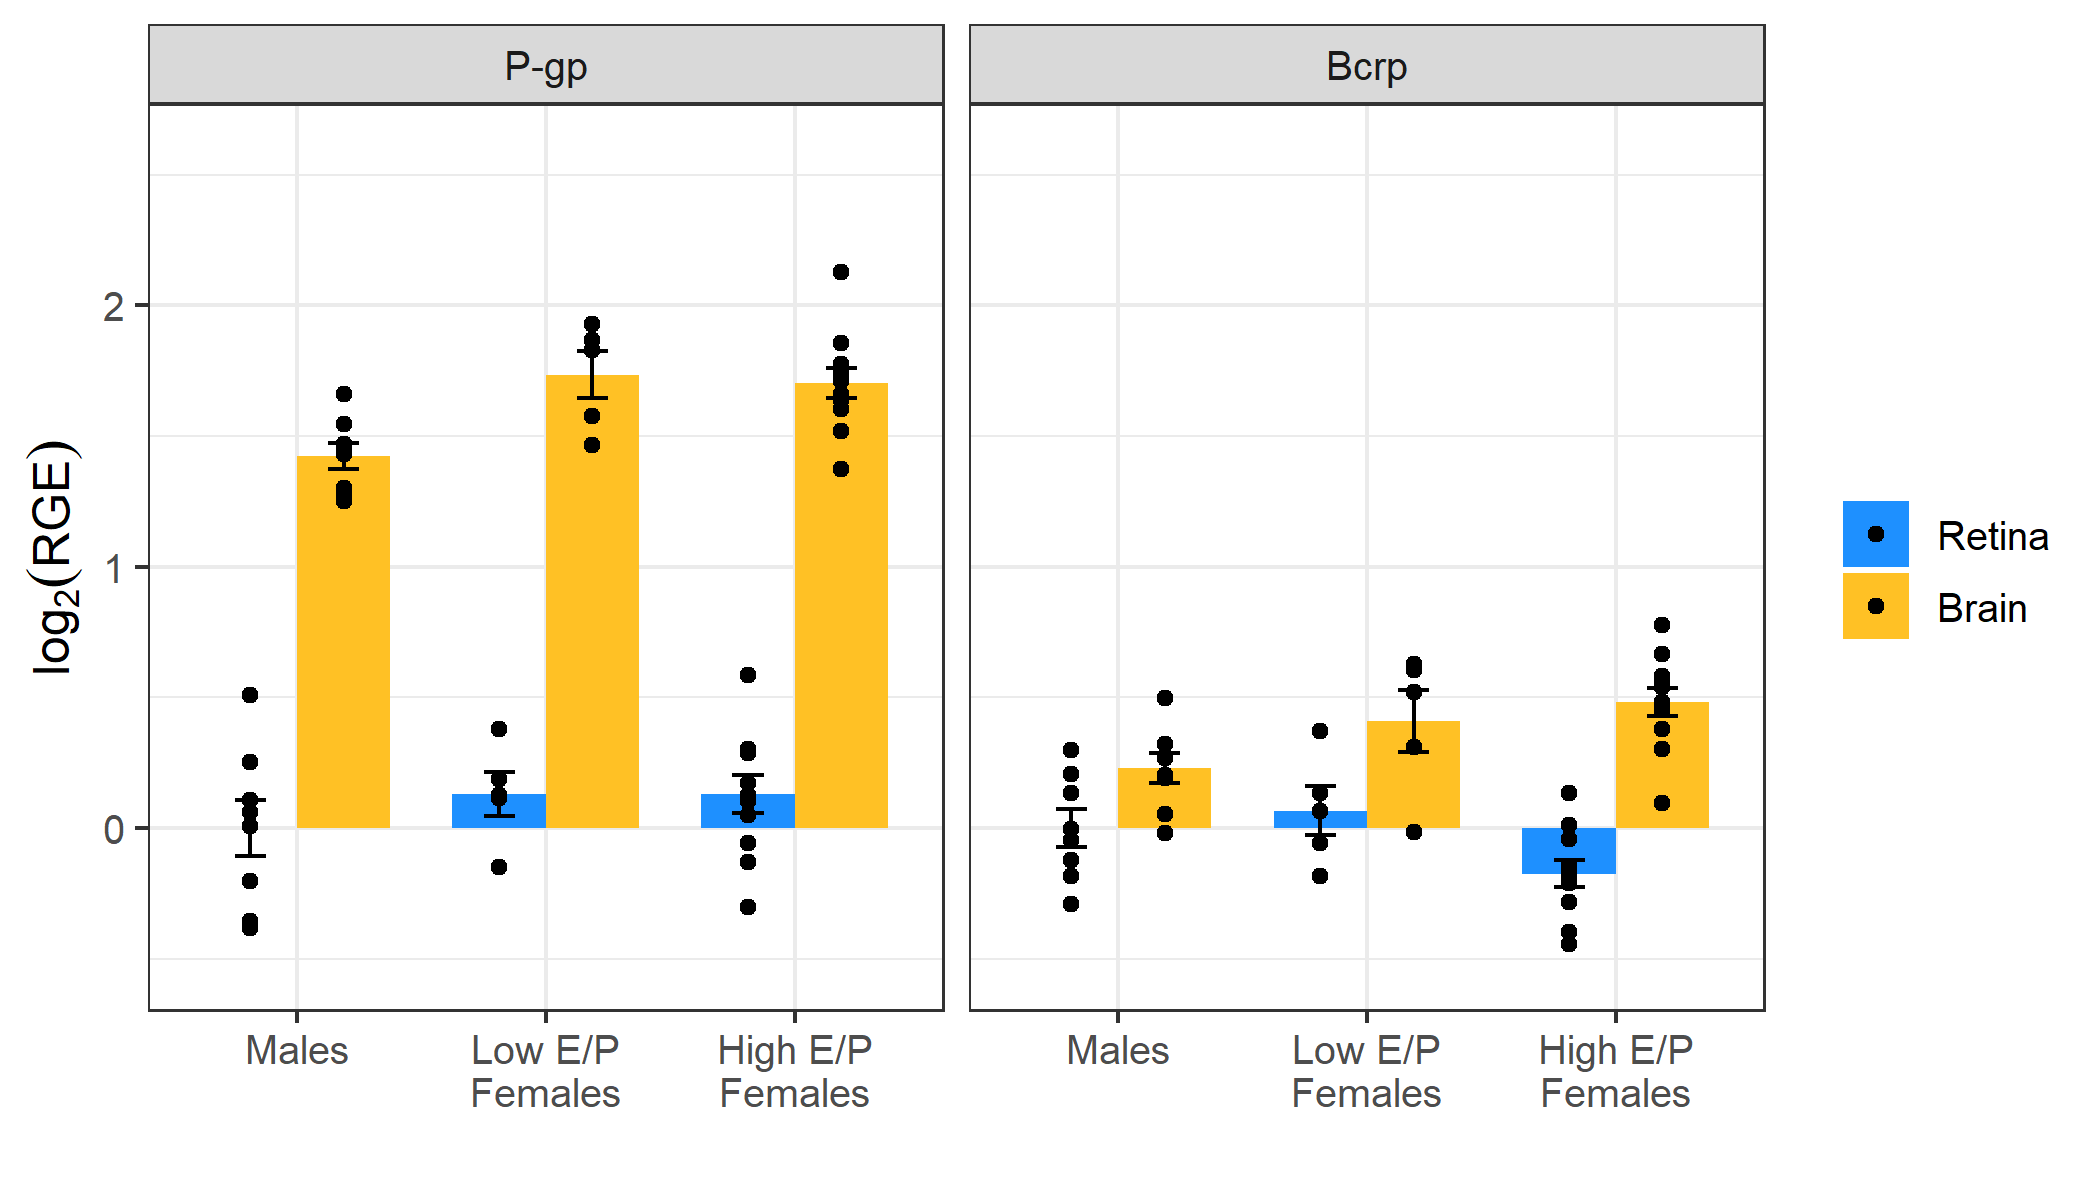 P-gp
Bcrp
log₂(RGE)
2
1
0
Males
Low E/P
Females
High E/P
Females
Males
Low E/P
Females
High E/P
Females
Retina
Brain